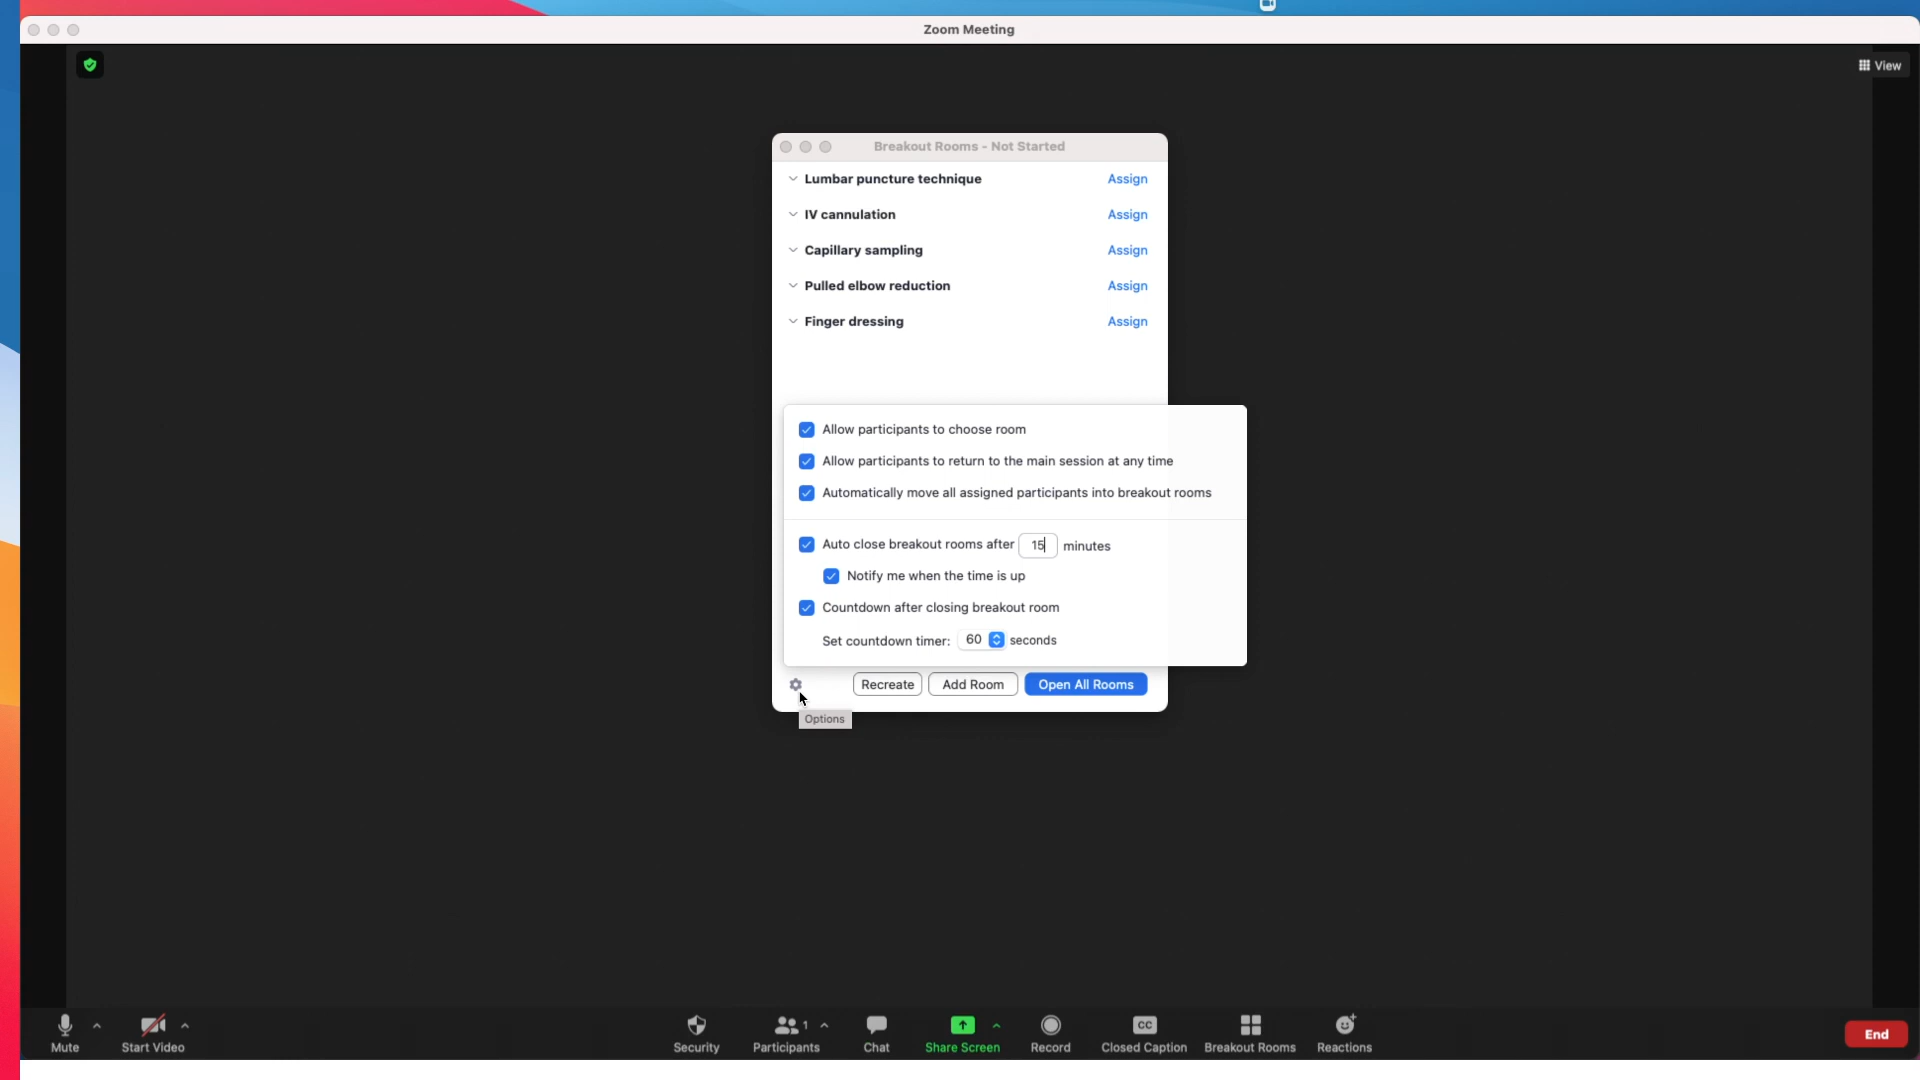 Zoom Meeting
View
Breakout Rooms - Not Started
Lumbar puncture technique Assign
IV cannulation Assign
Capillary sampling Assign
Pulled elbow reduction Assign
Finger dressing Assign
Allow participants to choose room
Allow participants to return to the main session at any time
Automatically move all assigned participants into breakout rooms
Auto close breakout rooms after 15 minutes
Notify me when the time is up
Countdown after closing breakout room
Set countdown timer: 60 seconds
Recreate Add Room Open All Rooms
Options
1 CC
Mute Start Video Security Participants Chat Share Screen Record Closed Caption Breakout Rooms Reactions End